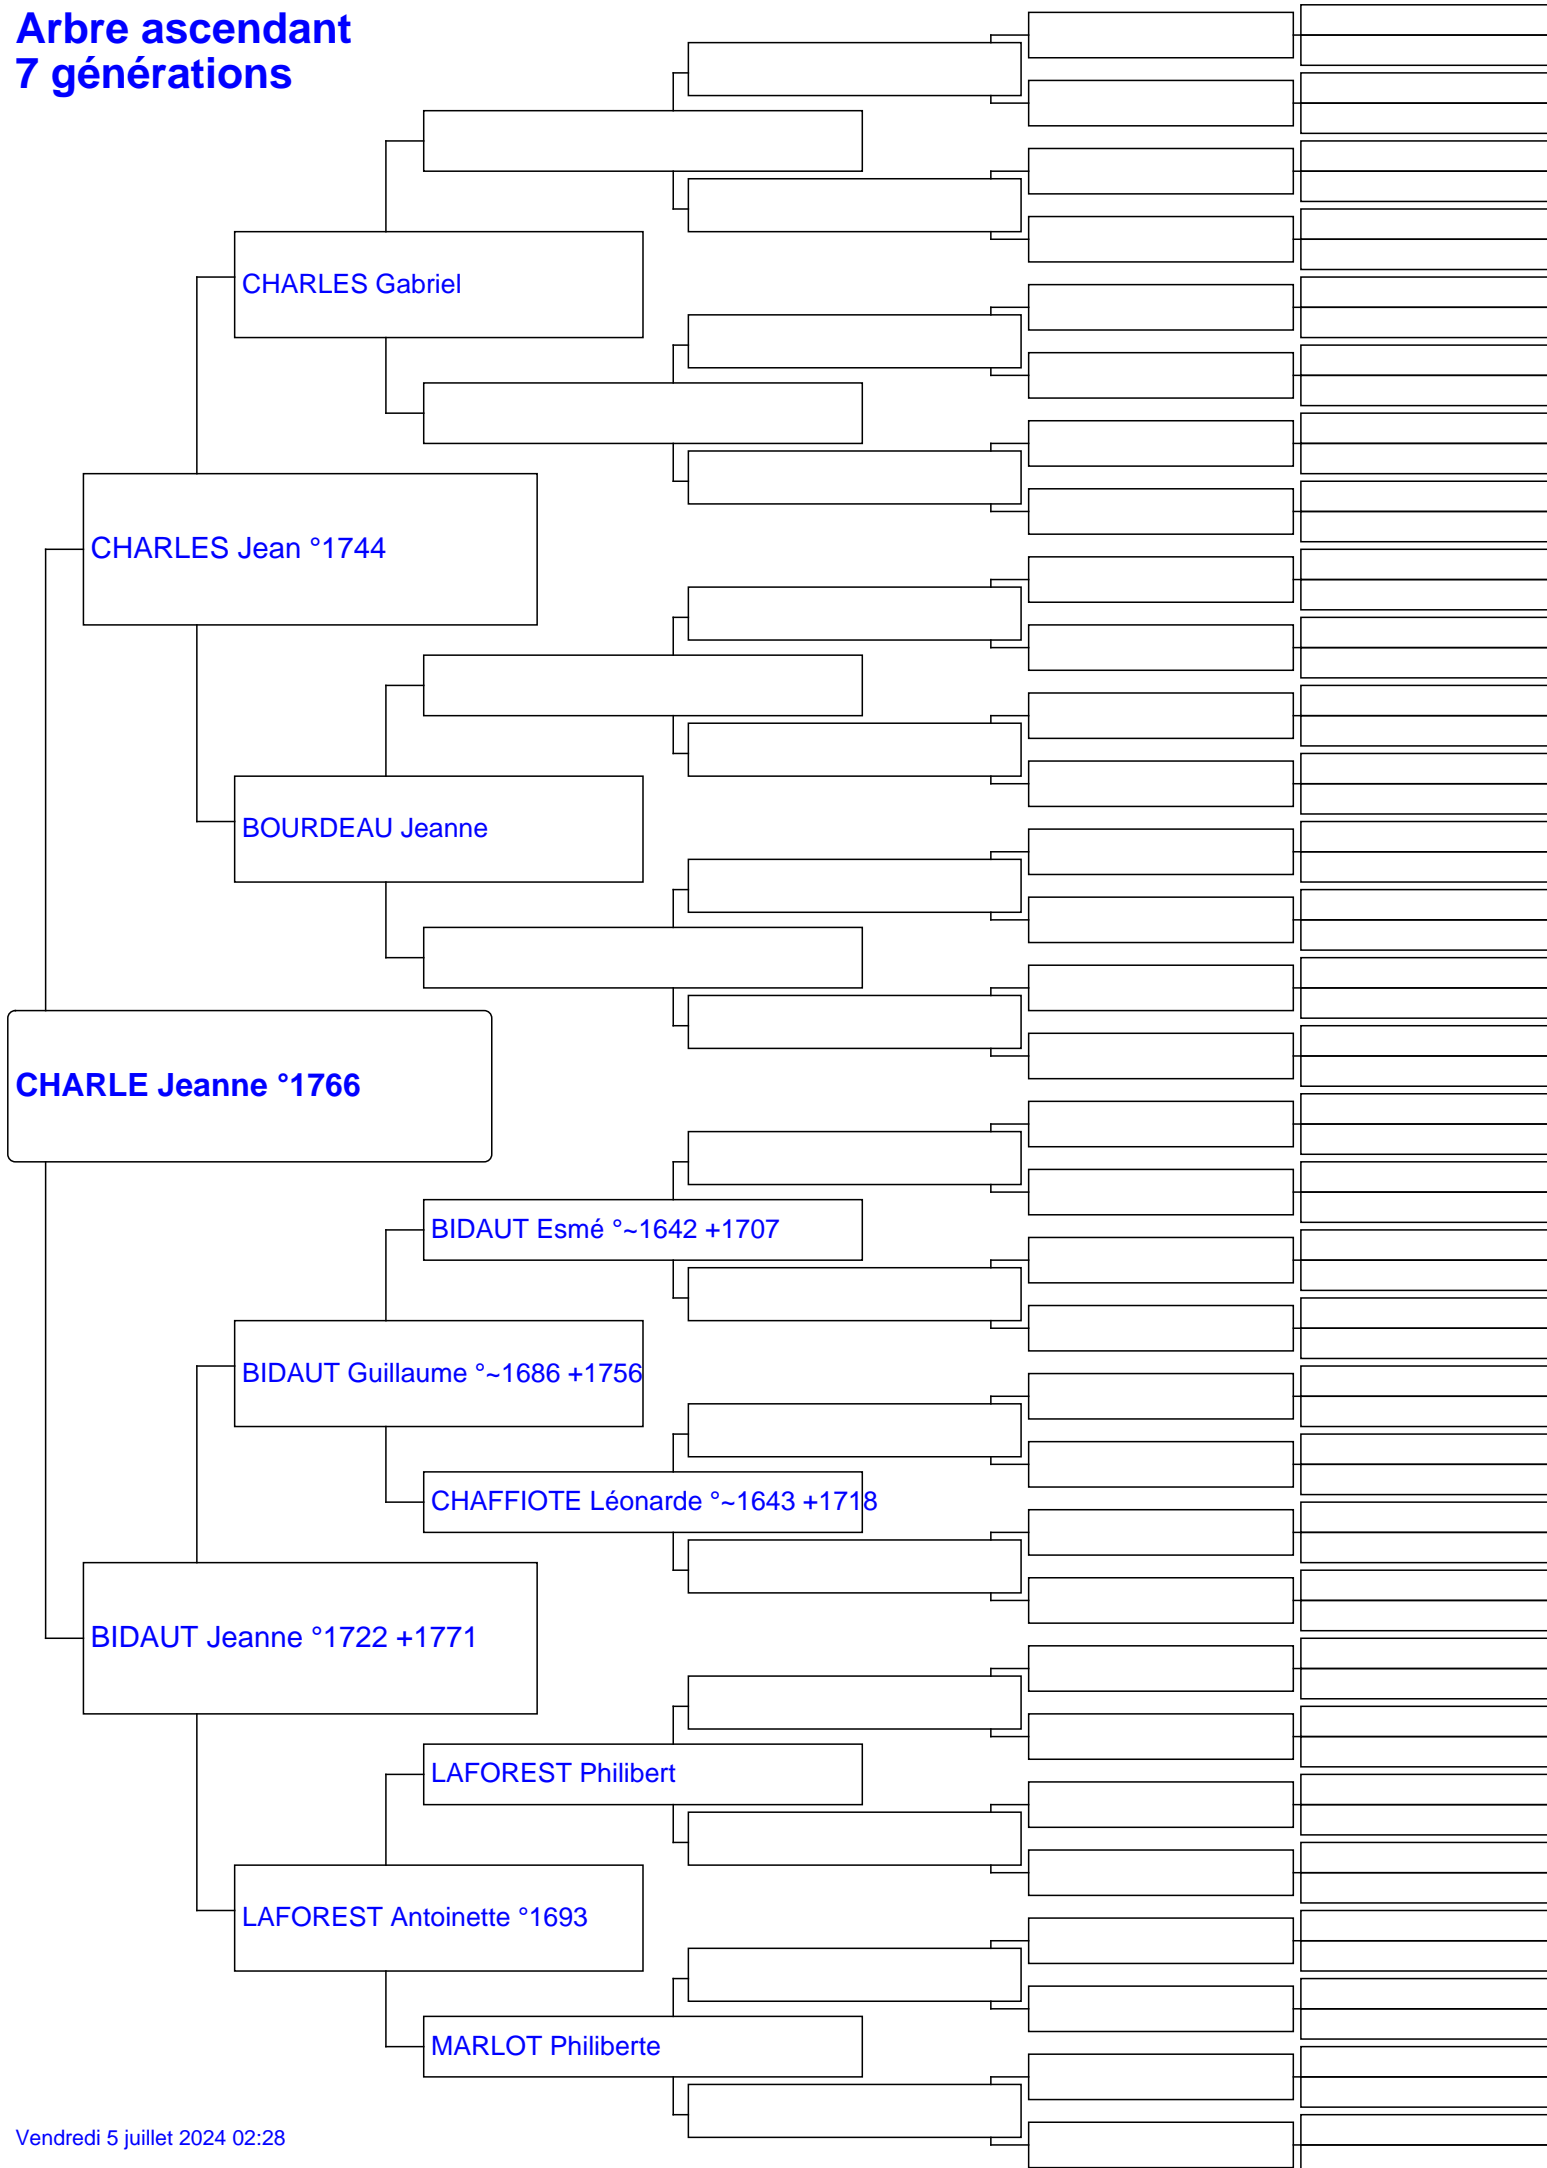 Arbre ascendant
7 générations
CHARLES Gabriel
CHARLES Jean °1744
BOURDEAU Jeanne
CHARLE Jeanne °1766
BIDAUT Esmé °~1642 +1707
BIDAUT Guillaume °~1686 +1756
CHAFFIOTE Léonarde °~1643 +1718
BIDAUT Jeanne °1722 +1771
LAFOREST Philibert
LAFOREST Antoinette °1693
MARLOT Philiberte
Vendredi 5 juillet 2024 02:28